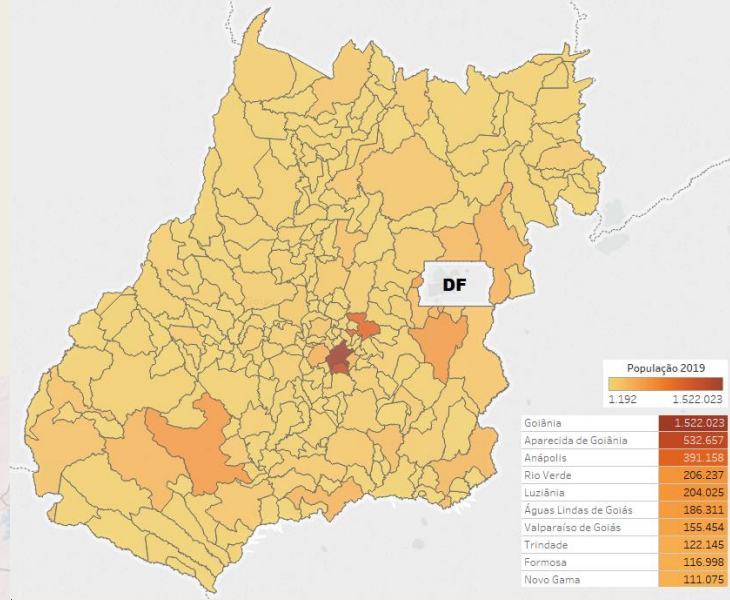 DF
População 2019
1.192 1.522.023
Goiânia 1.522.023
Aparecida de Goiânia 532.657
Anápolis 391.158
Rio Verde 206.237
Luziânia 204.025
Águas Lindas de Goiás 186.311
Valparaíso de Goiás 155.454
Trindade 122.145
Formosa 116.998
Novo Gama 111.075